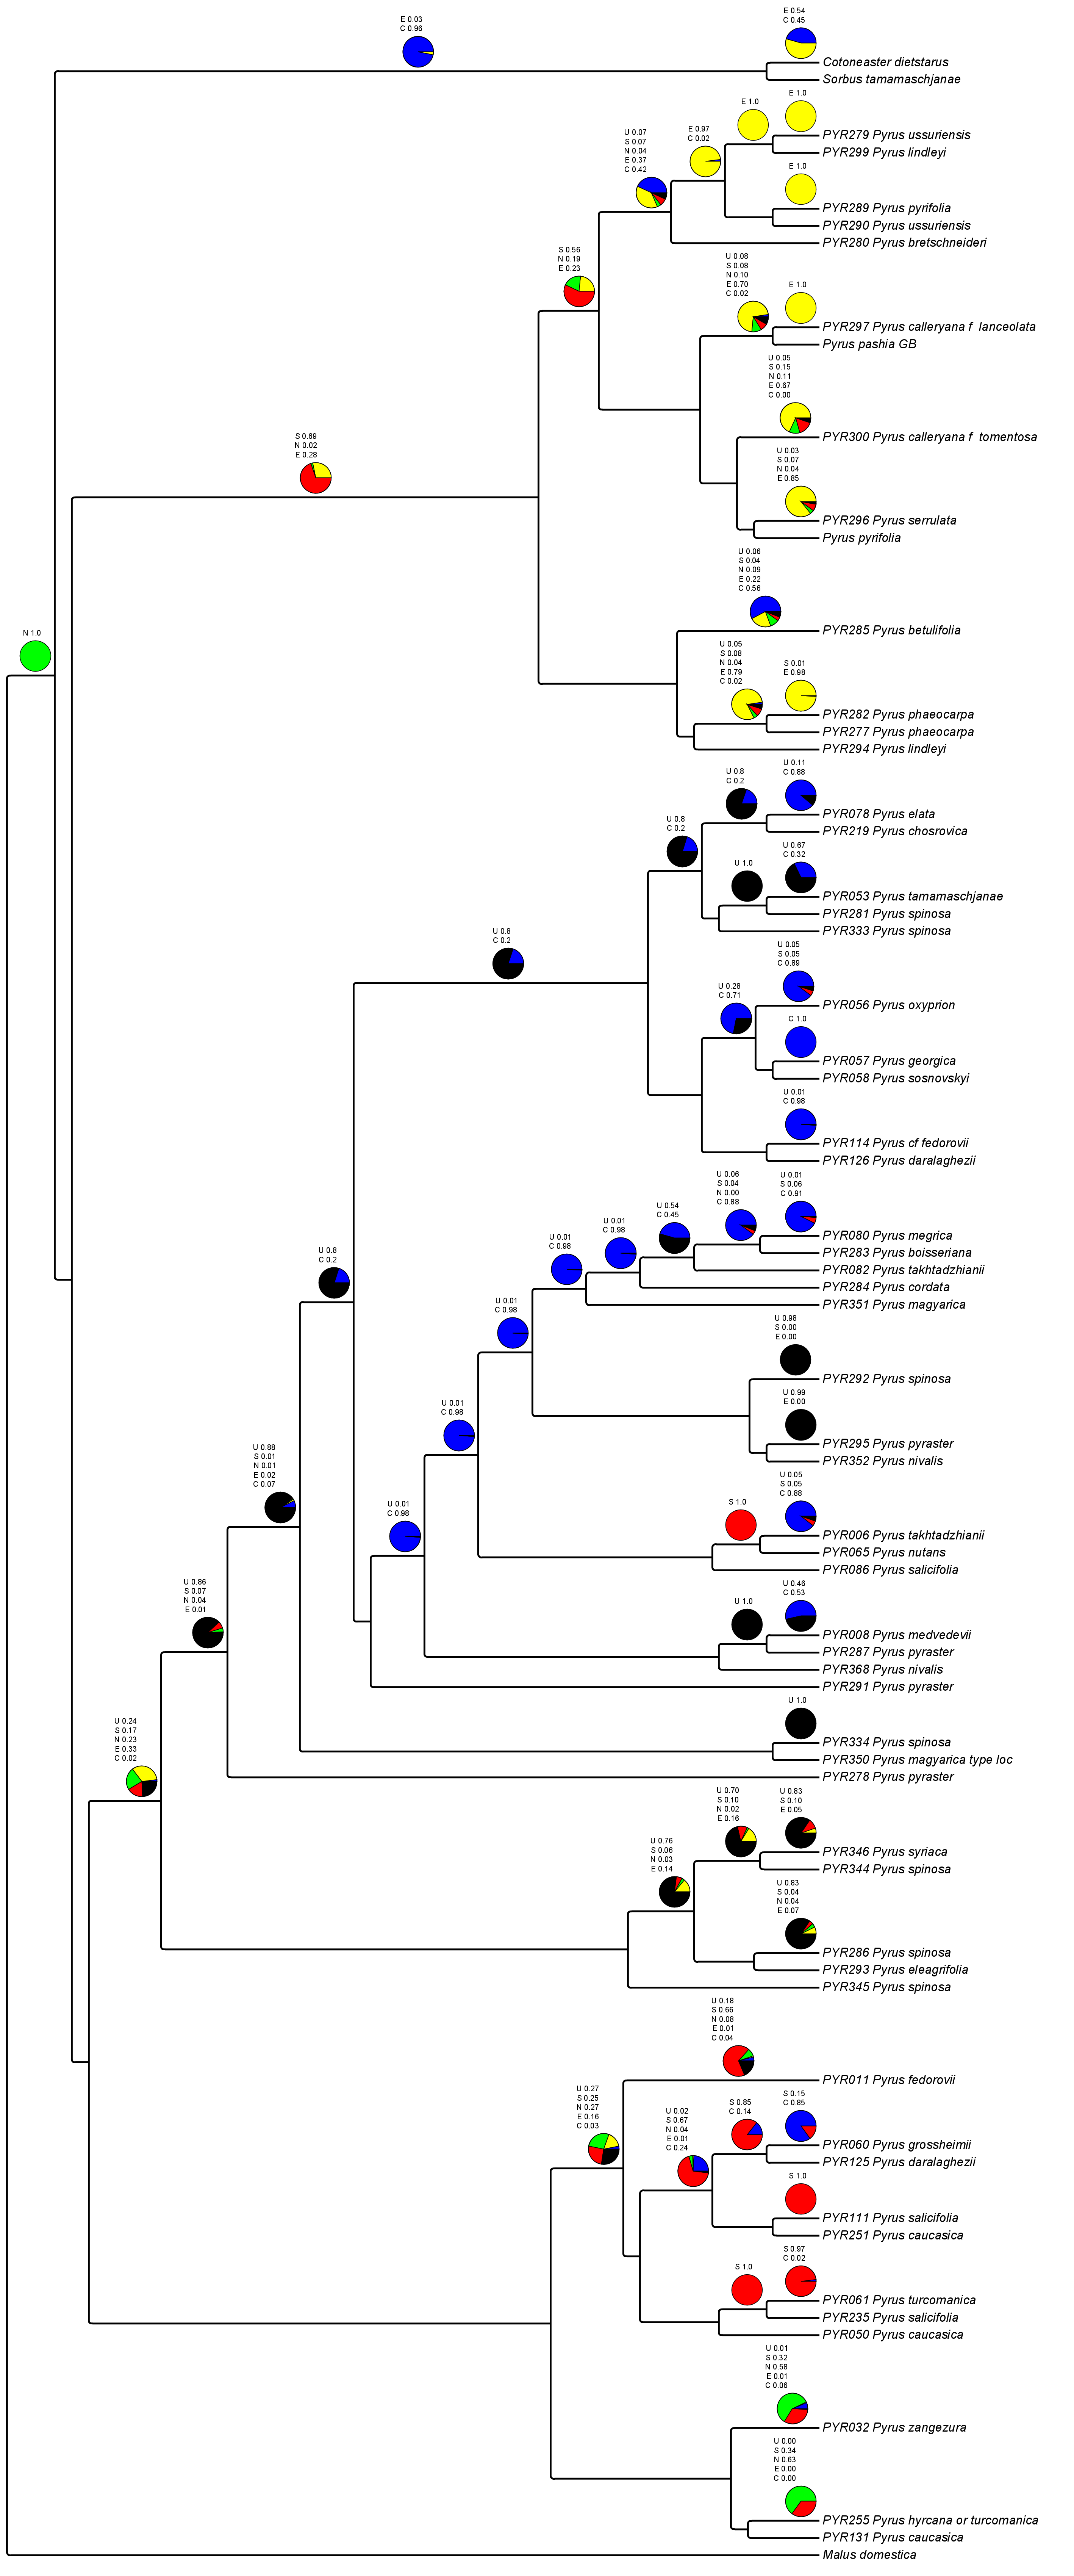 E 0.03
C 0.96
E 0.54
C 0.45
Cotoneaster dietstarus
Sorbus tamamaschjanae
E 1.0
E 1.0
PYR279 Pyrus ussuriensis
PYR299 Pyrus lindleyi
U 0.07
S 0.07
N 0.04
E 0.37
C 0.42
E 0.97
C 0.02
E 1.0
PYR289 Pyrus pyrifolia
PYR290 Pyrus ussuriensis
PYR280 Pyrus bretschneideri
S 0.56
N 0.19
E 0.23
U 0.08
S 0.08
N 0.10
E 0.70
C 0.02
E 1.0
PYR297 Pyrus calleryana f lanceolata
Pyrus pashia GB
U 0.05
S 0.15
N 0.11
E 0.67
C 0.00
PYR300 Pyrus calleryana f tomentosa
S 0.69
N 0.02
E 0.28
U 0.03
S 0.07
N 0.04
E 0.85
PYR296 Pyrus serrulata
Pyrus pyrifolia
U 0.06
S 0.04
N 0.09
E 0.22
C 0.56
PYR285 Pyrus betulifolia
N 1.0
U 0.05
S 0.08
N 0.04
E 0.79
C 0.02
S 0.01
E 0.98
PYR282 Pyrus phaeocarpa
PYR277 Pyrus phaeocarpa
PYR294 Pyrus lindleyi
U 0.8
C 0.2
U 0.11
C 0.88
PYR078 Pyrus elata
PYR219 Pyrus chosrovica
U 0.8
C 0.2
U 1.0
U 0.67
C 0.32
PYR053 Pyrus tamamaschjanae
PYR281 Pyrus spinosa
PYR333 Pyrus spinosa
U 0.8
C 0.2
U 0.05
S 0.05
C 0.89
PYR056 Pyrus oxyprion
U 0.28
C 0.71
C 1.0
PYR057 Pyrus georgica
PYR058 Pyrus sosnovskyi
U 0.01
C 0.98
PYR114 Pyrus cf fedorovii
PYR126 Pyrus daralaghezii
U 0.06
S 0.04
N 0.00
C 0.88
U 0.01
S 0.06
C 0.91
PYR080 Pyrus megrica
PYR283 Pyrus boisseriana
PYR082 Pyrus takhtadzhianii
PYR284 Pyrus cordata
PYR351 Pyrus magyarica
U 0.54
C 0.45
U 0.01
C 0.98
U 0.01
C 0.98
U 0.8
C 0.2
U 0.01
C 0.98
U 0.98
S 0.00
E 0.00
PYR292 Pyrus spinosa
U 0.99
E 0.00
PYR295 Pyrus pyraster
PYR352 Pyrus nivalis
U 0.01
C 0.98
U 0.88
S 0.01
N 0.01
E 0.02
C 0.07
U 0.01
C 0.98
S 1.0
U 0.05
S 0.05
C 0.88
PYR006 Pyrus takhtadzhianii
PYR065 Pyrus nutans
PYR086 Pyrus salicifolia
U 0.86
S 0.07
N 0.04
E 0.01
U 1.0
U 0.46
C 0.53
PYR008 Pyrus medvedevii
PYR287 Pyrus pyraster
PYR368 Pyrus nivalis
PYR291 Pyrus pyraster
U 1.0
PYR334 Pyrus spinosa
PYR350 Pyrus magyarica type loc
PYR278 Pyrus pyraster
U 0.24
S 0.17
N 0.23
E 0.33
C 0.02
U 0.70
S 0.10
N 0.02
E 0.16
U 0.83
S 0.10
E 0.05
PYR346 Pyrus syriaca
PYR344 Pyrus spinosa
U 0.76
S 0.06
N 0.03
E 0.14
U 0.83
S 0.04
N 0.04
E 0.07
PYR286 Pyrus spinosa
PYR293 Pyrus eleagrifolia
PYR345 Pyrus spinosa
U 0.18
S 0.66
N 0.08
E 0.01
C 0.04
PYR011 Pyrus fedorovii
U 0.27
S 0.25
N 0.27
E 0.16
C 0.03
U 0.02
S 0.67
N 0.04
E 0.01
C 0.24
S 0.85
C 0.14
S 0.15
C 0.85
PYR060 Pyrus grossheimii
PYR125 Pyrus daralaghezii
S 1.0
PYR111 Pyrus salicifolia
PYR251 Pyrus caucasica
S 1.0
S 0.97
C 0.02
PYR061 Pyrus turcomanica
PYR235 Pyrus salicifolia
PYR050 Pyrus caucasica
U 0.01
S 0.32
N 0.58
E 0.01
C 0.06
PYR032 Pyrus zangezura
U 0.00
S 0.34
N 0.63
E 0.00
C 0.00
PYR255 Pyrus hyrcana or turcomanica
PYR131 Pyrus caucasica
Malus domestica